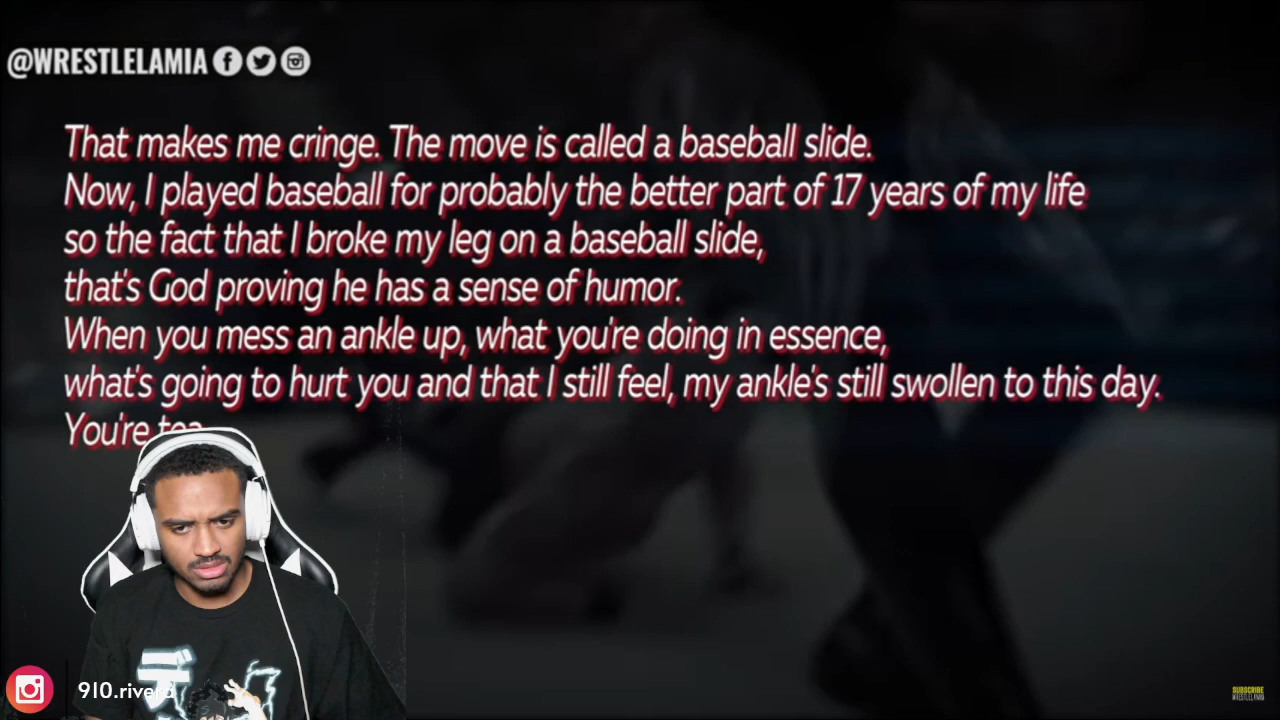 @WRESTLELAMIA
That makes me cringe. The move is called a baseball slide.
Now, I played baseball for probably the better part of 17 years of my life
so the fact that I broke my leg on a baseball slide,
that's God proving he has a sense of humor.
When you mess an ankle up, what you're doing in essence,
what's going to hurt you and that I still feel, my ankle's still swollen to this day.
You're
910.rivera
SUBSCRIBE
WRESTLELAMIA